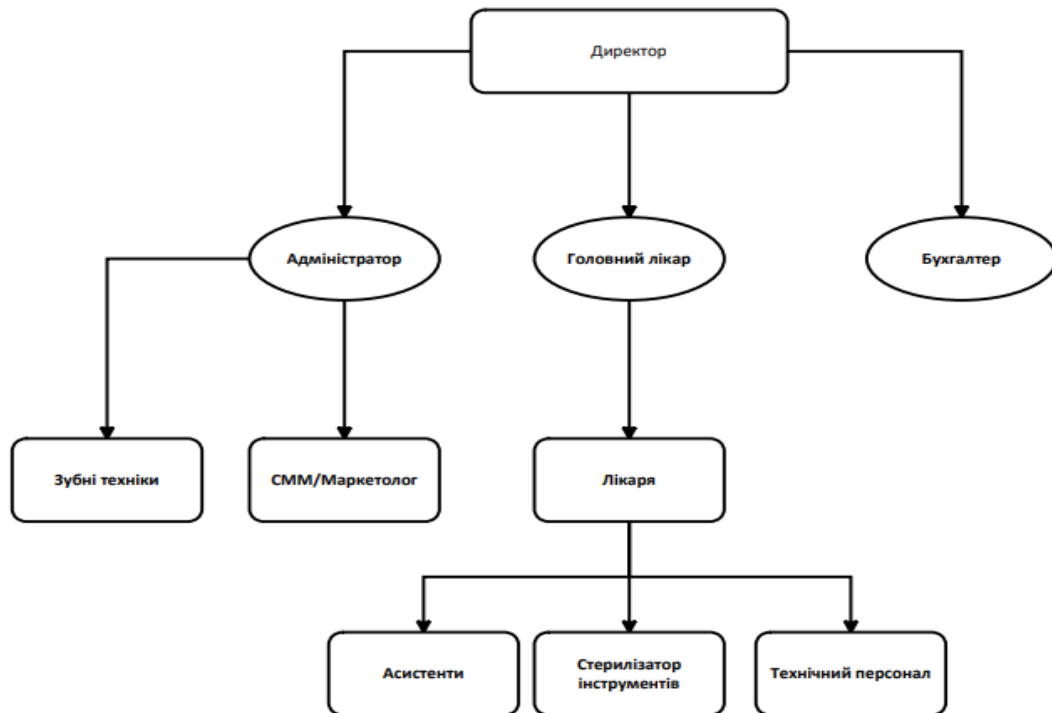 Директор
Адміністратор
Головний лікар
Бухгалтер
Зубні техніки
СММ/Маркетолог
Лікаря
Асистенти
Стерилізатор
інструментів
Технічний персонал